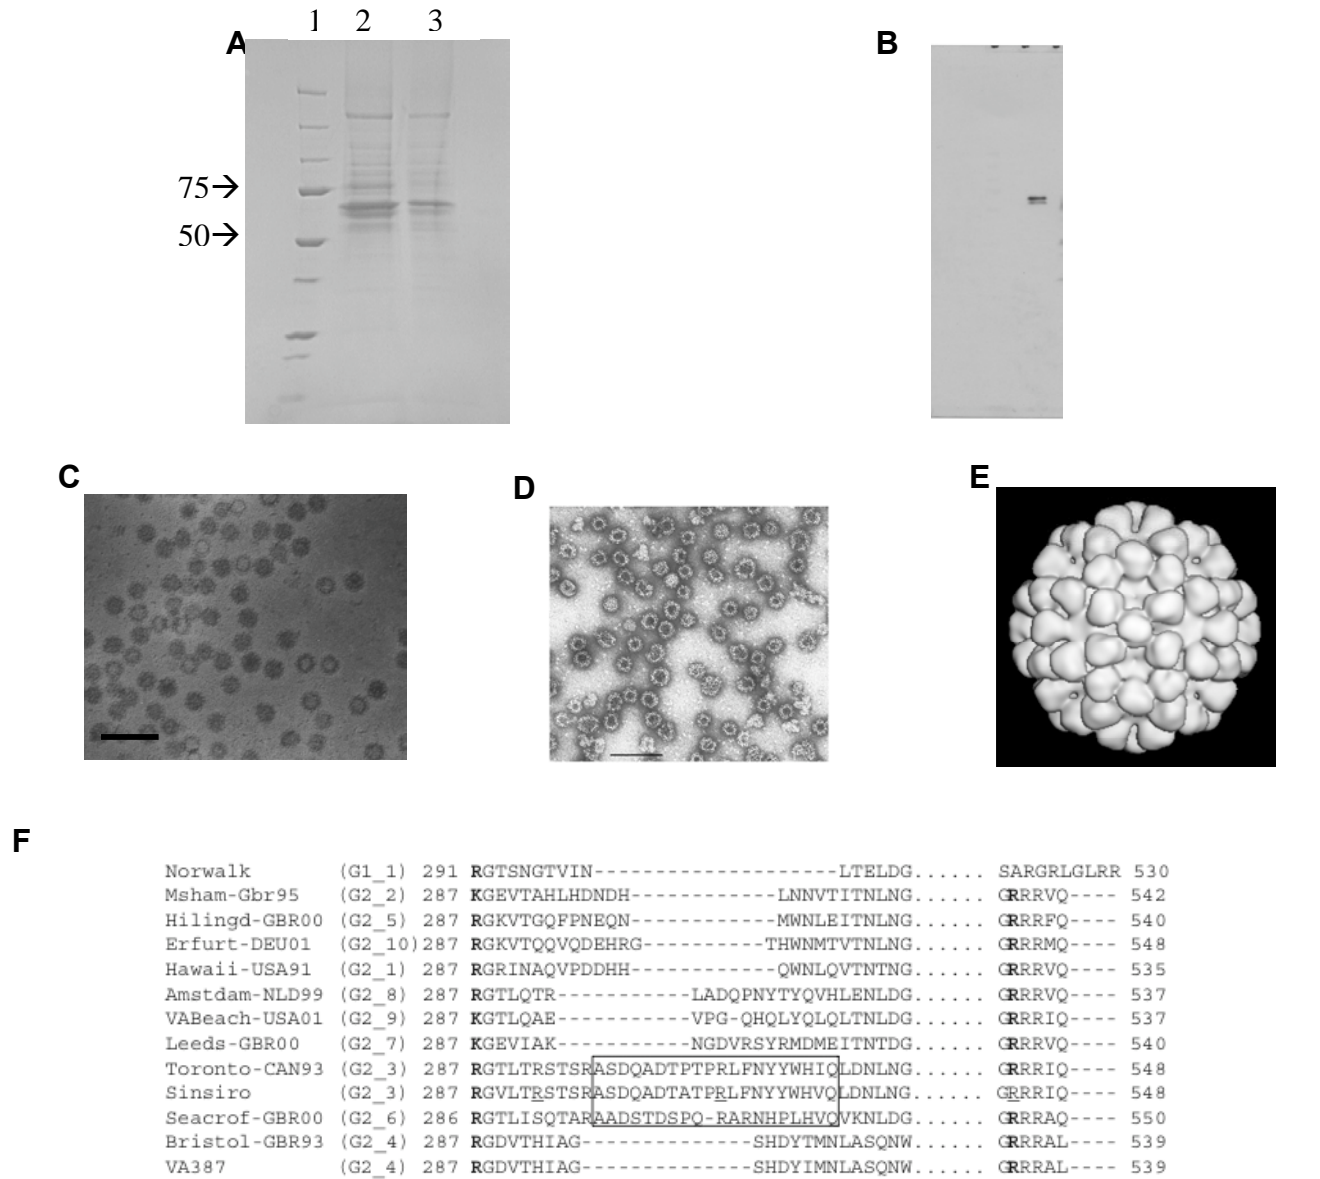 1 2 3
A
B
75→
50→
C
D
E
F
Norwalk (G1_1) 291 RGTSNGTVIN--------------------LTELDG...... SARGRLGLRR 530
Msham-Gbr95 (G2_2) 287 KGEVTAHLHDNDH------------LNNVTITNLNG...... GRRRVQ---- 542
Hilingd-GBR00 (G2_5) 287 RGKVTGQFPNEQN------------MWNLEITNLNG...... GRRRFQ---- 540
Erfurt-DEU01 (G2_10) 287 RGKVTQQVQDEHRG----------THWNMTVTNLNG...... GRRRMQ---- 548
Hawaii-USA91 (G2_1) 287 RGRINAQVPDDHH------------QWNLQVTNTNG...... GRRRVQ---- 535
Amstdam-NLD99 (G2_8) 287 RGTLQTR-----------LADQPNYTYQVHLENLDG...... GRRRVQ---- 537
VABeach-USA01 (G2_9) 287 KGTLQAE-----------VPG-QHQLYQLQLTNLDG...... GRRRIQ---- 537
Leeds-GBR00 (G2_7) 287 KGEVIAK-----------NGDVRSYRMDMEITNTDG...... GRRRVQ---- 540
Toronto-CAN93 (G2_3) 287 RGTLTRSTSRASDQADTPTPRLFNYYWHIQLDNLNG...... GRRRIQ---- 548
Sinsiro (G2_3) 287 RGVLTRSTSRASDQADTATPRLFNYYWHVQLDNLNG...... GRRRIQ---- 548
Seacrof-GBR00 (G2_6) 286 RGTLISQTARAADSTDSPQ-RARNHPLHVQVKNLDG...... GRRRAQ---- 550
Bristol-GBR93 (G2_4) 287 RGDVTHIAG--------------SHDYTMNLASQNW...... GRRRAL---- 539
VA387 (G2_4) 287 RGDVTHIAG--------------SHDYIMNLASQNW...... GRRRAL---- 539